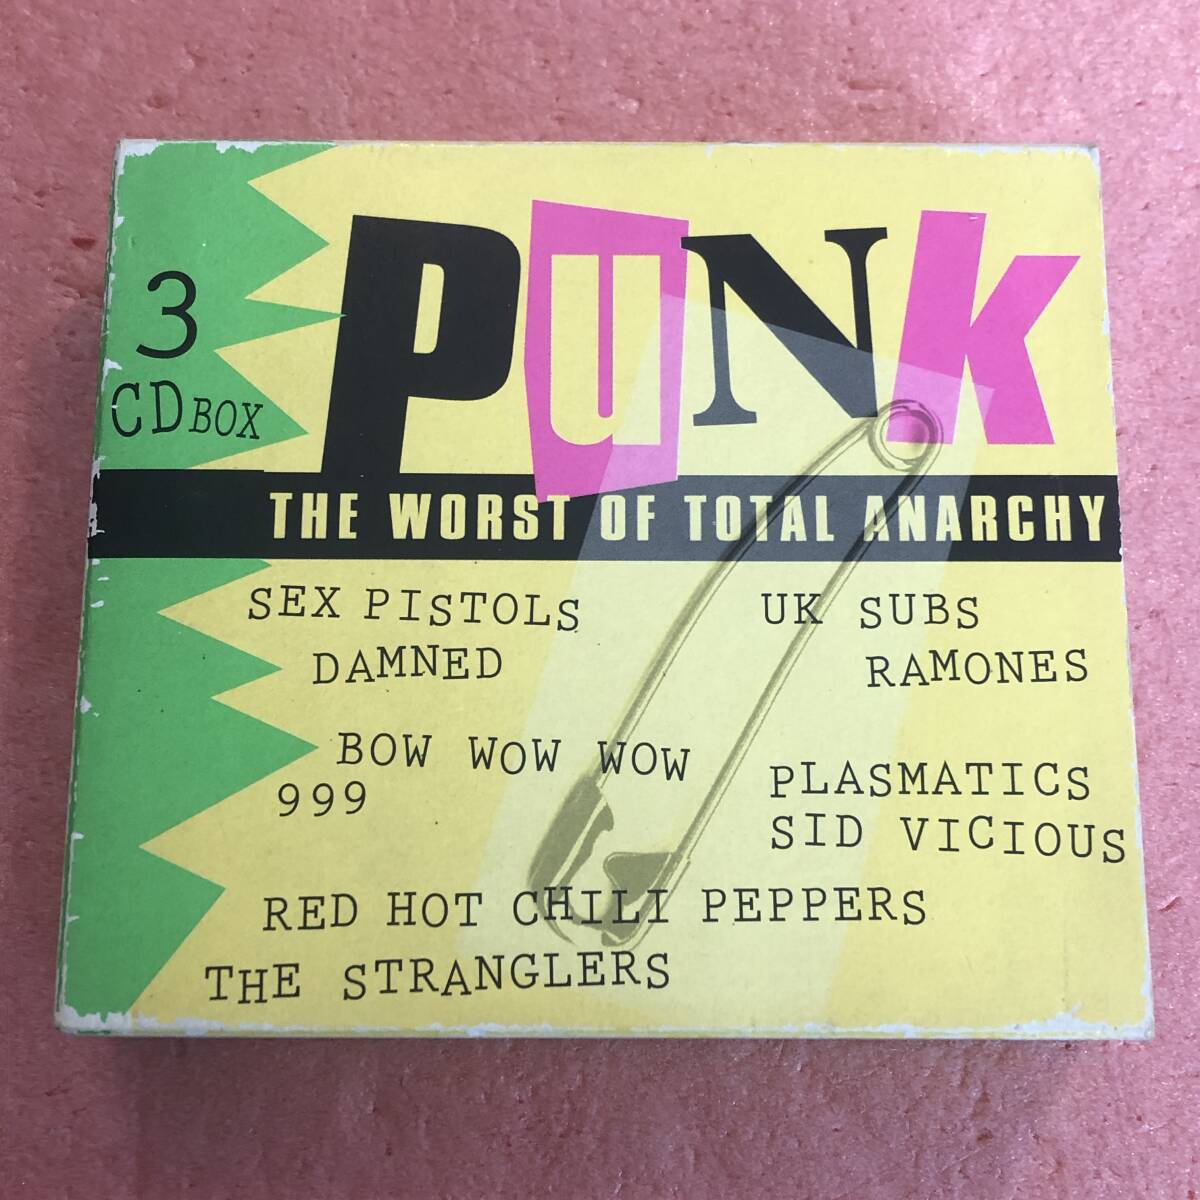 3
CD BOX
PUNK
THE WORST OF TOTAL ANARCHY
SEX PISTOLS
UK SUBS
DAMNED
RAMONES
BOW WOW WOW
999
PLASMATICS
SID VICIOUS
RED HOT CHILI PEPPERS
THE STRANGLERS